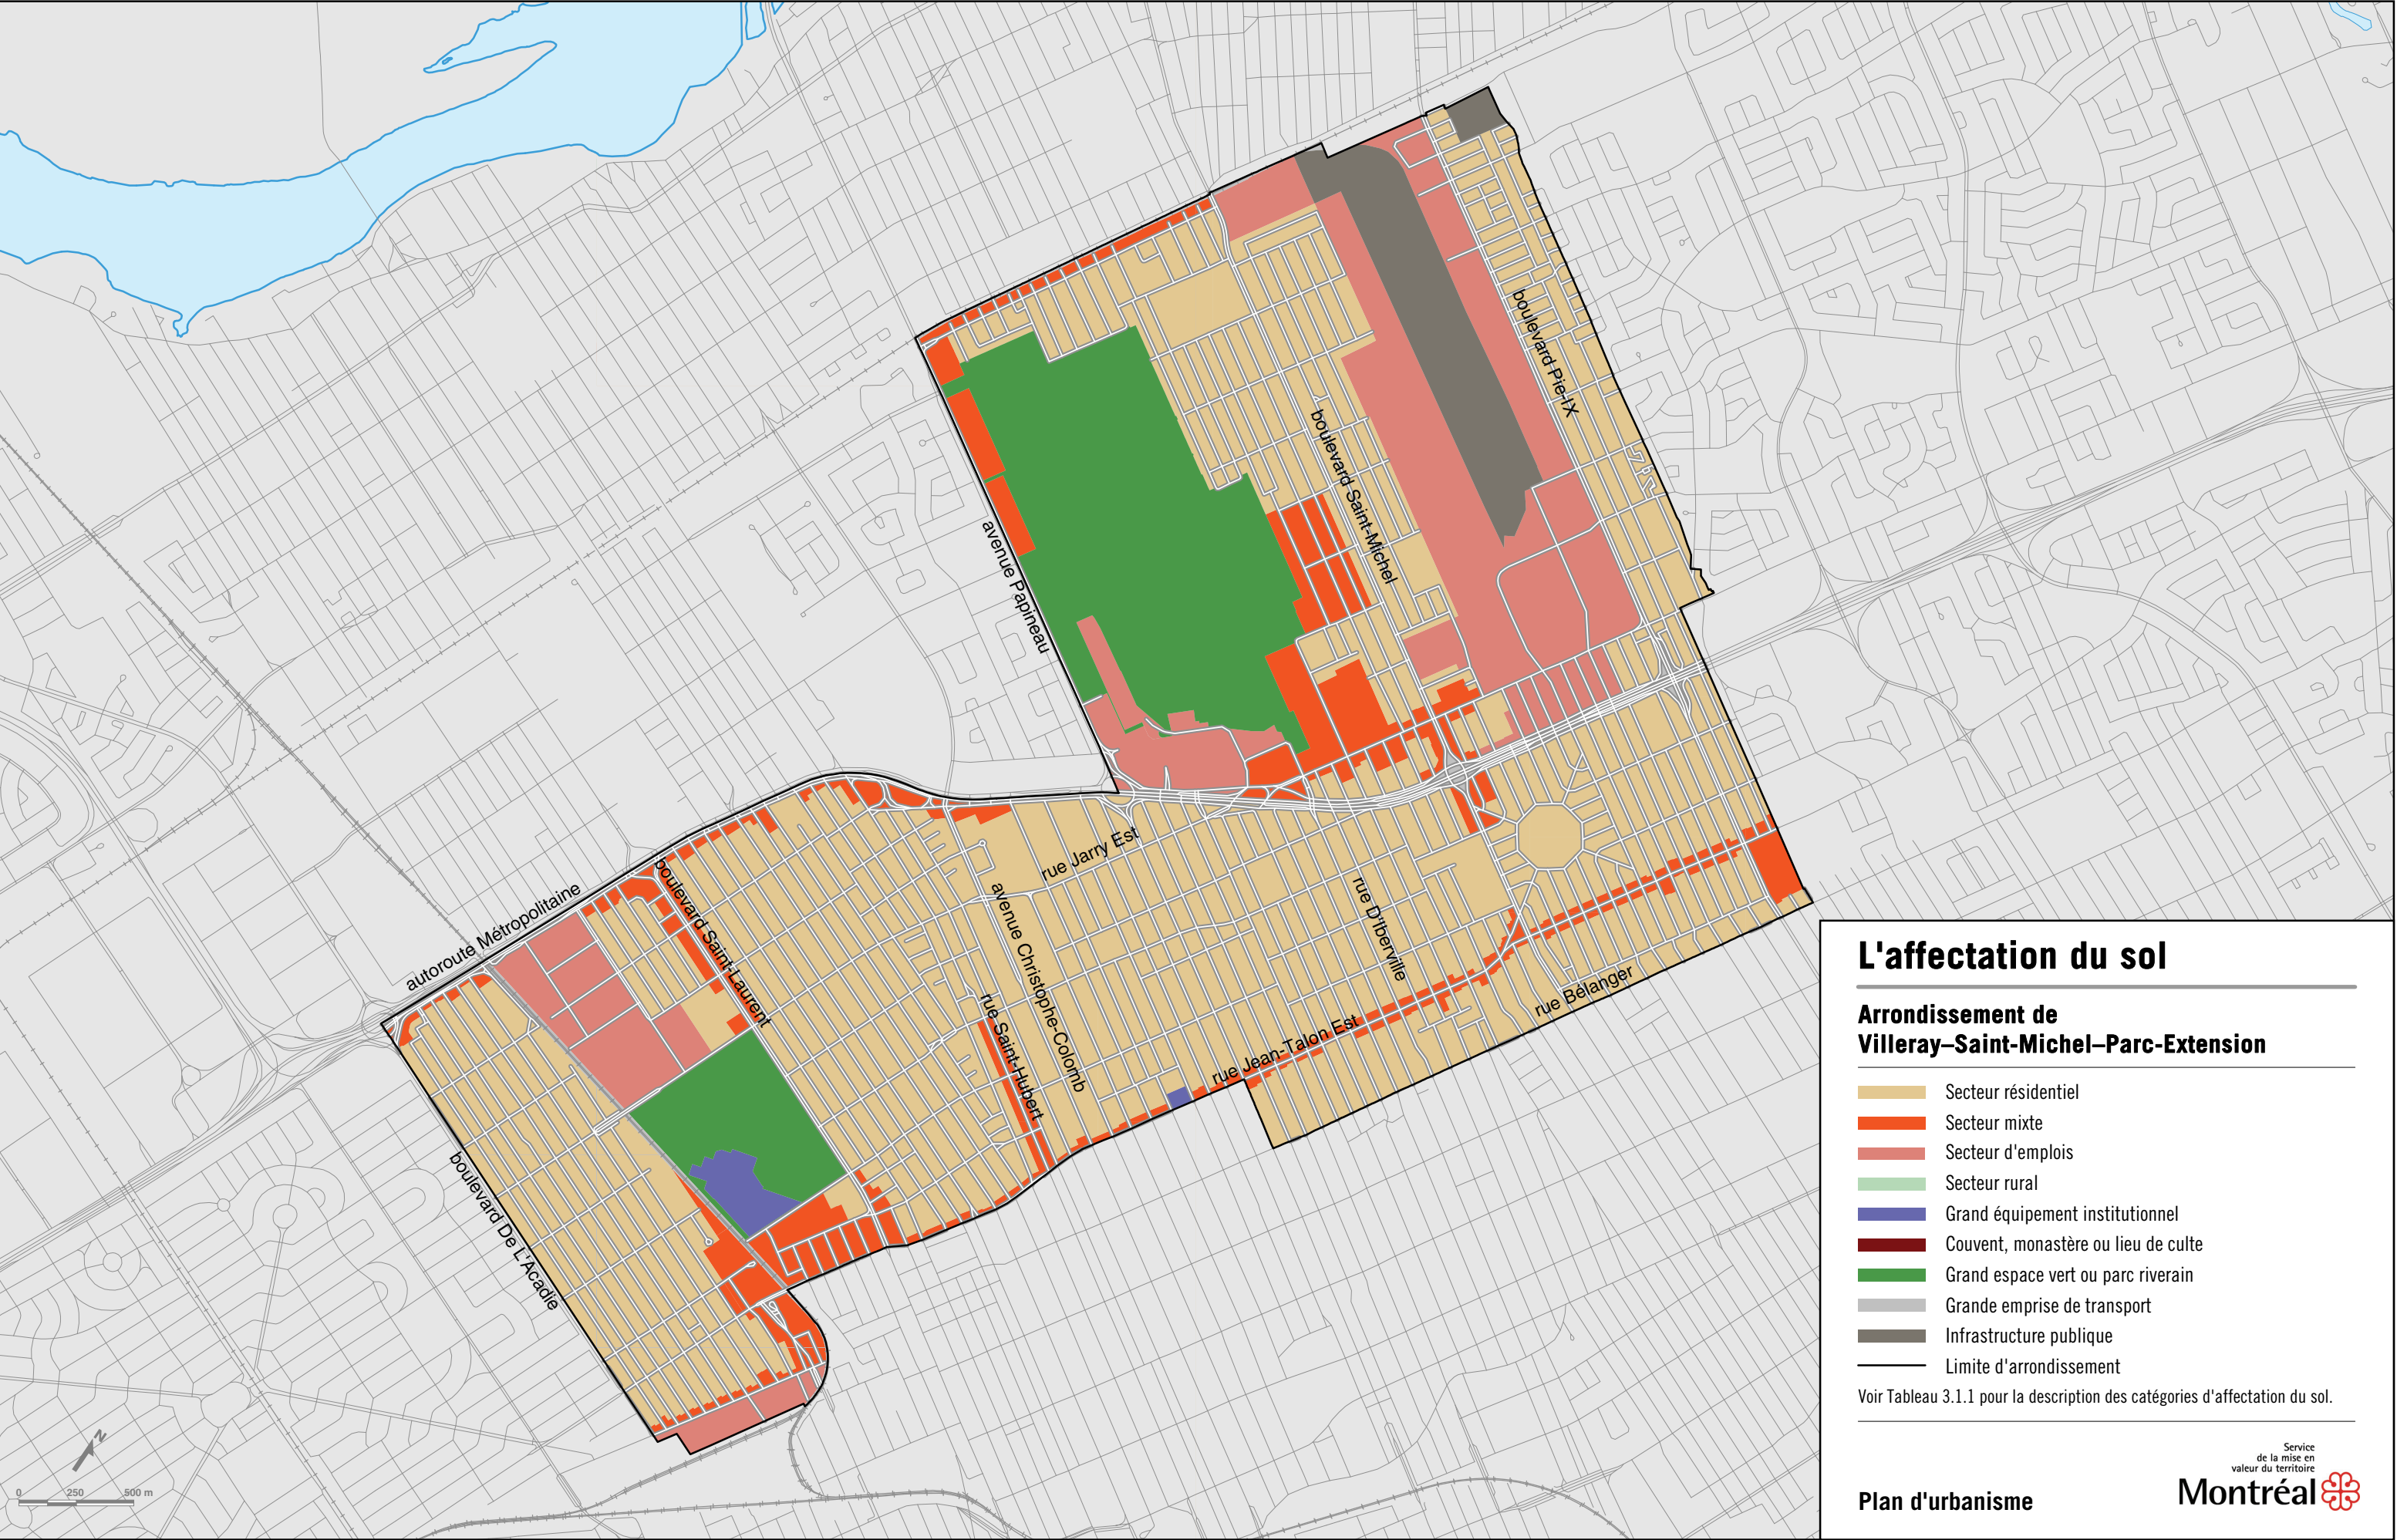 boulevard Pie-IX
boulevard Saint-Michel
avenue Papineau
rue Jarry Est
autoroute Métropolitaine
boulevard Saint-Laurent
avenue Christophe-Colomb
rue D'Iberville
rue Saint-Hubert
rue Bélanger
rue Jean-Talon Est
boulevard De L'Acadie
N
0 250 500 m
L'affectation du sol
Arrondissement de
Villeray–Saint-Michel–Parc-Extension
Secteur résidentiel
Secteur mixte
Secteur d'emplois
Secteur rural
Grand équipement institutionnel
Couvent, monastère ou lieu de culte
Grand espace vert ou parc riverain
Grande emprise de transport
Infrastructure publique
Limite d'arrondissement
Voir Tableau 3.1.1 pour la description des catégories d'affectation du sol.
Service
de la mise en
valeur du territoire
Montréal
Plan d'urbanisme